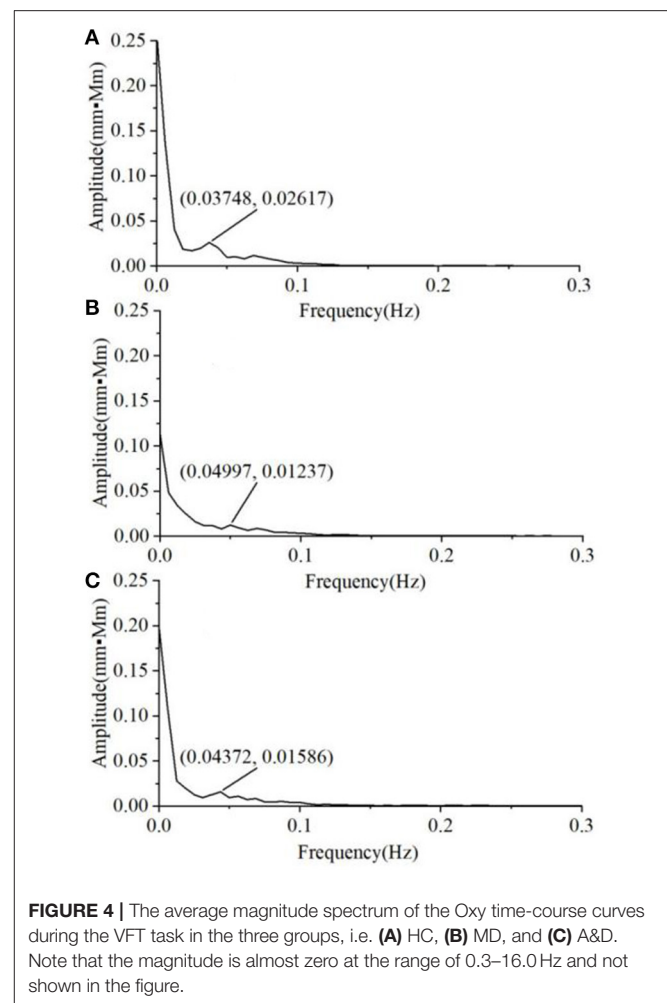 A
0.25
0.20
0.15
0.10
0.05
0.00
Amplitude(mm▪Mm)
(0.03748, 0.02617)
0.0 0.1 0.2 0.3
Frequency(Hz)
B
0.25
0.20
0.15
0.10
0.05
0.00
Amplitude(mm▪Mm)
(0.04997, 0.01237)
0.0 0.1 0.2 0.3
Frequency(Hz)
C
0.25
0.20
0.15
0.10
0.05
0.00
Amplitude(mm▪Mm)
(0.04372, 0.01586)
0.0 0.1 0.2 0.3
Frequency(Hz)
FIGURE 4 | The average magnitude spectrum of the Oxy time-course curves
during the VFT task in the three groups, i.e. (A) HC, (B) MD, and (C) A&D.
Note that the magnitude is almost zero at the range of 0.3–16.0 Hz and not
shown in the figure.